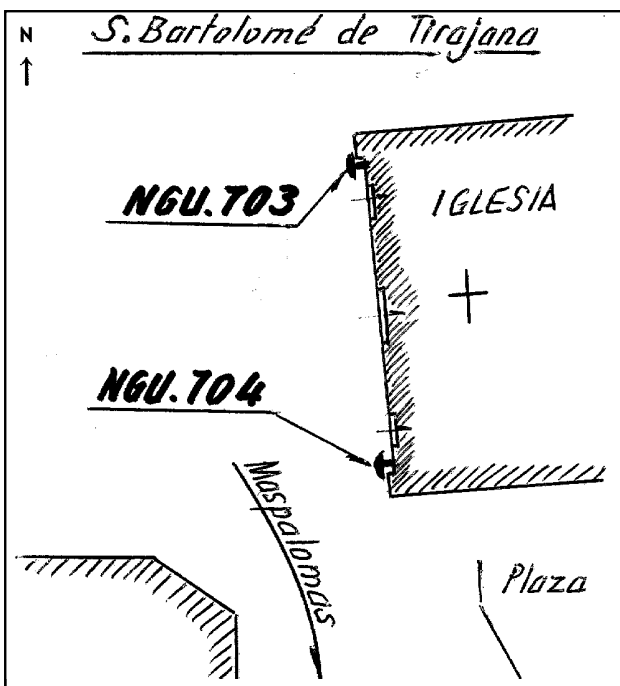 N
S. Bartolomé de Tirajana
NGU. 703
IGLESIA
NGU. 704
Maspalomas
Plaza